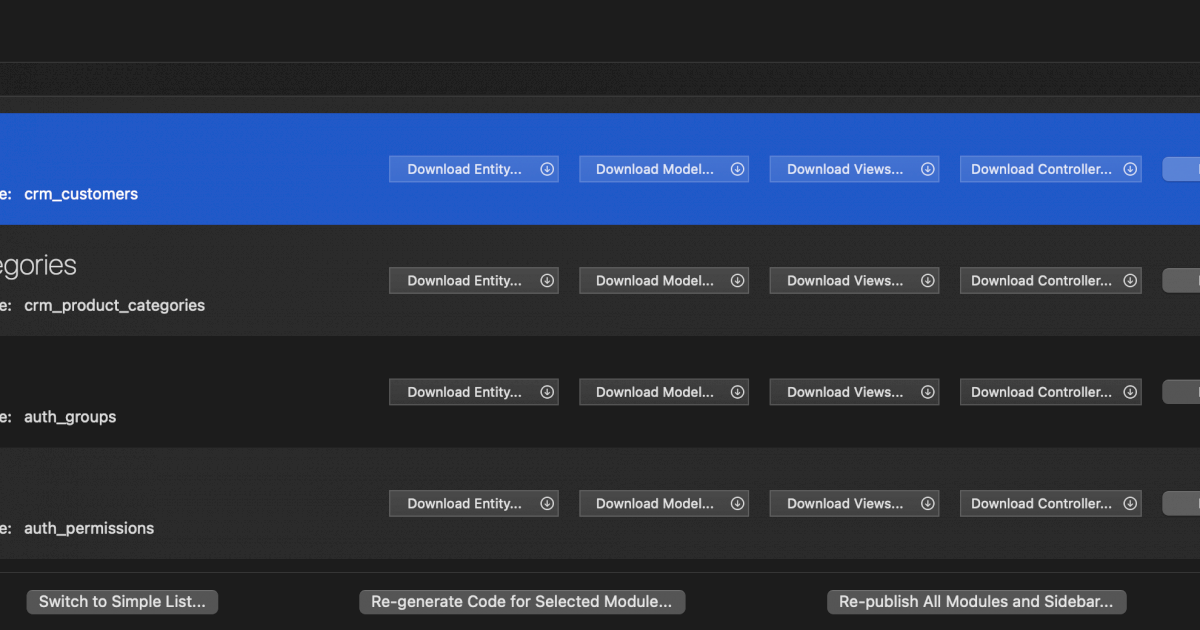 Download Entity... Download Model... Download Views... Download Controller...
e: crm_customers
egories
Download Entity... Download Model... Download Views... Download Controller...
e: crm_product_categories
Download Entity... Download Model... Download Views... Download Controller...
e: auth_groups
Download Entity... Download Model... Download Views... Download Controller...
e: auth_permissions
Switch to Simple List... Re-generate Code for Selected Module... Re-publish All Modules and Sidebar...